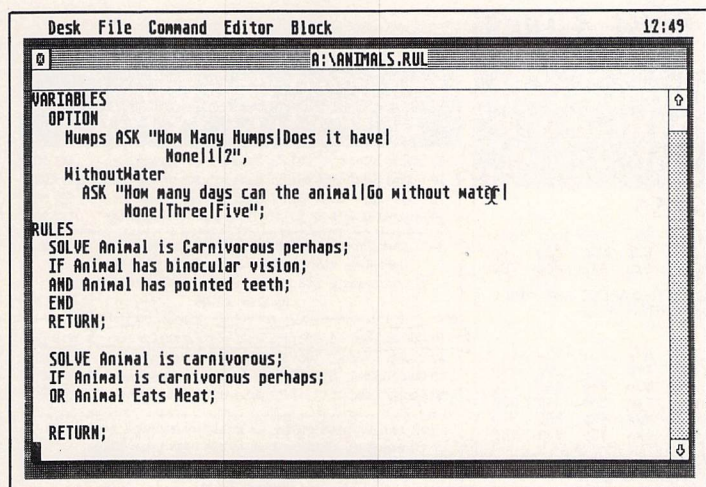 Desk File Command Editor Block 12:49
A:\ANIMALS.RUL
VARIABLES
OPTION
Humps ASK "How Many Humps|Does it have|
None|1|2",
WithoutWater
ASK "How many days can the animal|Go without water|
None|Three|Five";
RULES
SOLVE Animal is Carnivorous perhaps;
IF Animal has binocular vision;
AND Animal has pointed teeth;
END
RETURN;
SOLVE Animal is carnivorous;
IF Animal is carnivorous perhaps;
OR Animal Eats Meat;
RETURN;